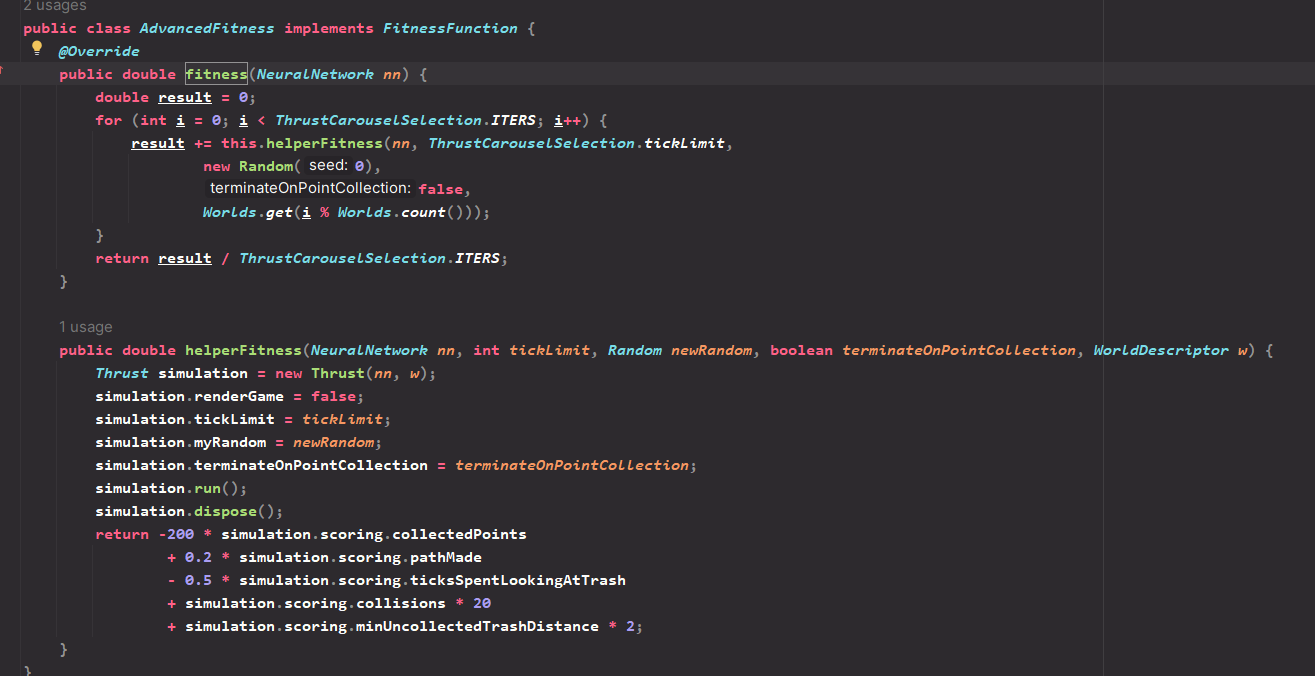 2 usages
public class AdvancedFitness implements FitnessFunction {
@Override
public double fitness(NeuralNetwork nn) {
double result = 0;
for (int i = 0; i < ThrustCarouselSelection.ITERS; i++) {
result += this.helperFitness(nn, ThrustCarouselSelection.tickLimit,
new Random( seed: 0),
terminateOnPointCollection: false,
Worlds.get(i % Worlds.count()));
}
return result / ThrustCarouselSelection.ITERS;
}
1 usage
public double helperFitness(NeuralNetwork nn, int tickLimit, Random newRandom, boolean terminateOnPointCollection, WorldDescriptor w) {
Thrust simulation = new Thrust(nn, w);
simulation.renderGame = false;
simulation.tickLimit = tickLimit;
simulation.myRandom = newRandom;
simulation.terminateOnPointCollection = terminateOnPointCollection;
simulation.run();
simulation.dispose();
return -200 * simulation.scoring.collectedPoints
+ 0.2 * simulation.scoring.pathMade
- 0.5 * simulation.scoring.ticksSpentLookingAtTrash
+ simulation.scoring.collisions * 20
+ simulation.scoring.minUncollectedTrashDistance * 2;
}
}